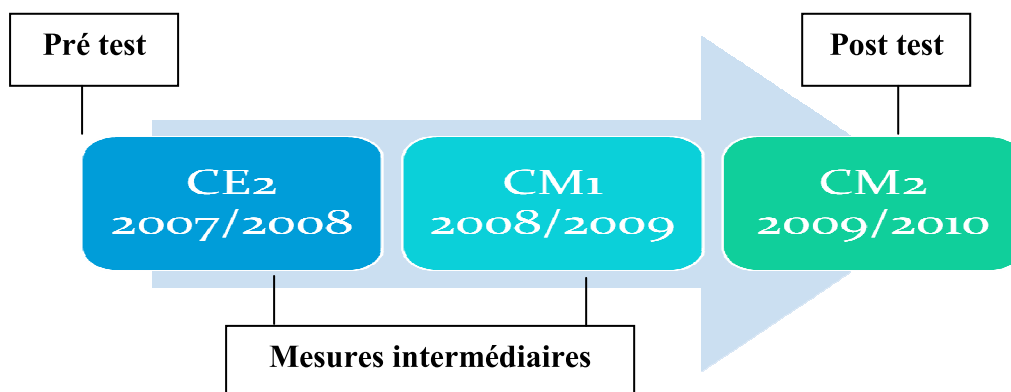 Pré test
Post test
CE2
2007/2008
CM1
2008/2009
CM2
2009/2010
Mesures intermédiaires